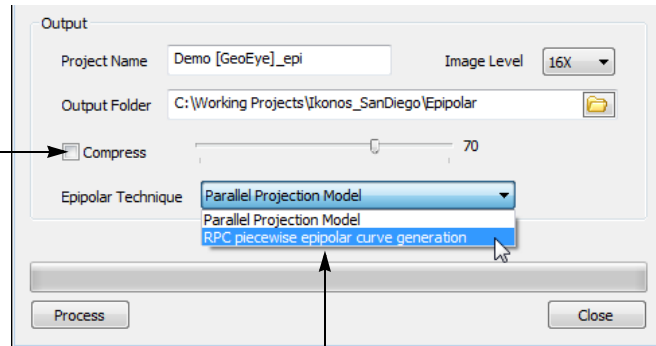 Output
Project Name Demo [GeoEye]_epi Image Level 16X
Output Folder C:\Working Projects\Ikonos_SanDiego\Epipolar
Compress 70
Epipolar Technique Parallel Projection Model
Parallel Projection Model
RPC piecewise epipolar curve generation
Process Close